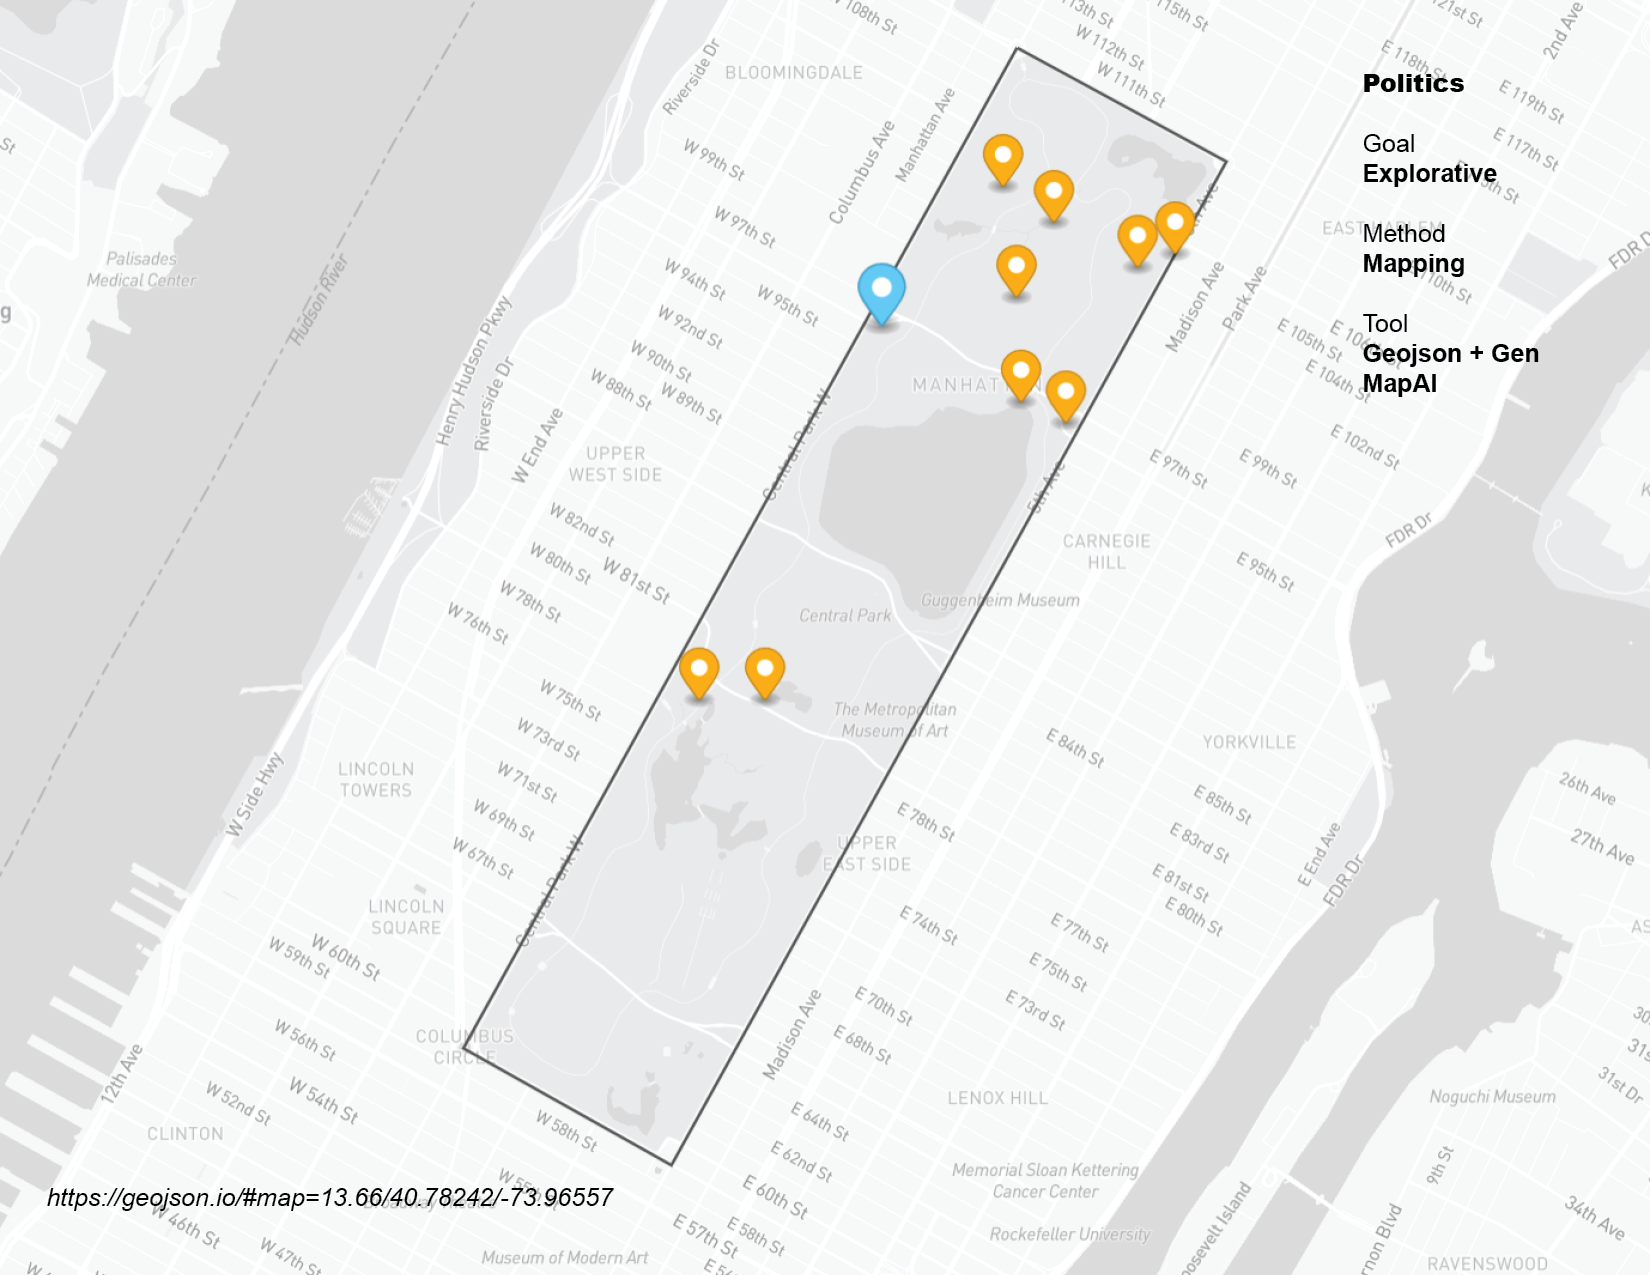 Politics
Goal
Explorative
Method
Mapping
Tool
Geojson + Gen
MapAI
https://geojson.io/#map=13.66/40.78242/-73.96557
108th St
13th St
115th St
121st St
2nd Ave
W 112th St
W 111th St
E 118th St
E 119th St
E 117th St
BLOOMINGDALE
Riverside Dr
Manhattan Ave
Columbus Ave
W 99th St
W 97th St
W 94th St
W 95th St
W 92nd St
W 90th St
W 88th St
W 89th St
Palisades
Medical Center
Hudson River
Henry Hudson Pkwy
Riverside Dr
W End Ave
EAST HARLEM
FDR D
Madison Ave
Park Ave
110th St
E 105th St
E 106th St
E 104th St
E 102nd St
MANHATTAN
Central Park W
5th Ave
E 97th St
E 99th St
UPPER
WEST SIDE
W 82nd St
W 80th St
W 81st St
W 78th St
W 76th St
CARNEGIE
HILL
FDR Dr
E 95th St
Guggenheim Museum
Central Park
W 75th St
W 73rd St
W 71st St
W 69th St
W 67th St
The Metropolitan
Museum of Art
E 84th St
YORKVILLE
LINCOLN
TOWERS
W Side Hwy
E 85th St
E 83rd St
E 81st St
E 80th St
26th Ave
27th Ave
E 78th St
UPPER
EAST SIDE
E End Ave
FDR Dr
LINCOLN
SQUARE
Central Park W
W 60th St
W 59th St
E 74th St
E 77th St
E 75th St
E 73rd St
AS
COLUMBUS
CIRCLE
W 56th St
W 54th St
W 52nd St
12th Ave
Madison Ave
E 70th St
E 68th St
LENOX HILL
Noguchi Museum
31st Dr
CLINTON
W 58th St
E 64th St
E 62nd St
Memorial Sloan Kettering
Cancer Center
9th St
W 55th St
E 60th St
34th Ave
W 46th St
W 47th St
E 57th St
E 58th St
Rockefeller University
oosevelt Island
rnon Blvd
Museum of Modern Art
RAVENSWOOD